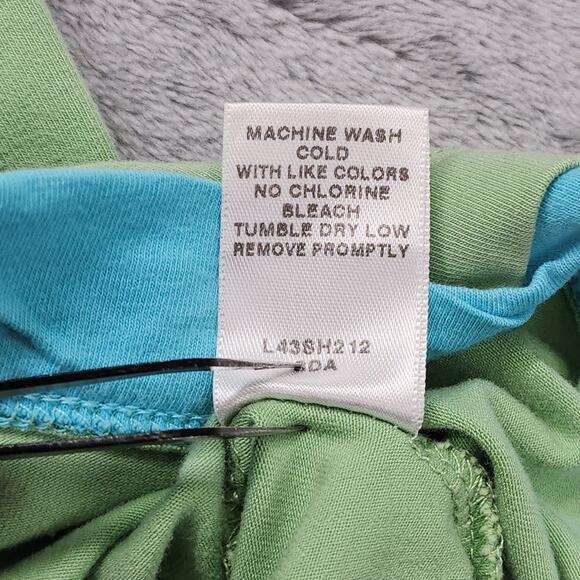 MACHINE WASH
COLD
WITH LIKE COLORS
NO CHLORINE
BLEACH
TUMBLE DRY LOW
REMOVE PROMPTLY
L43SH212